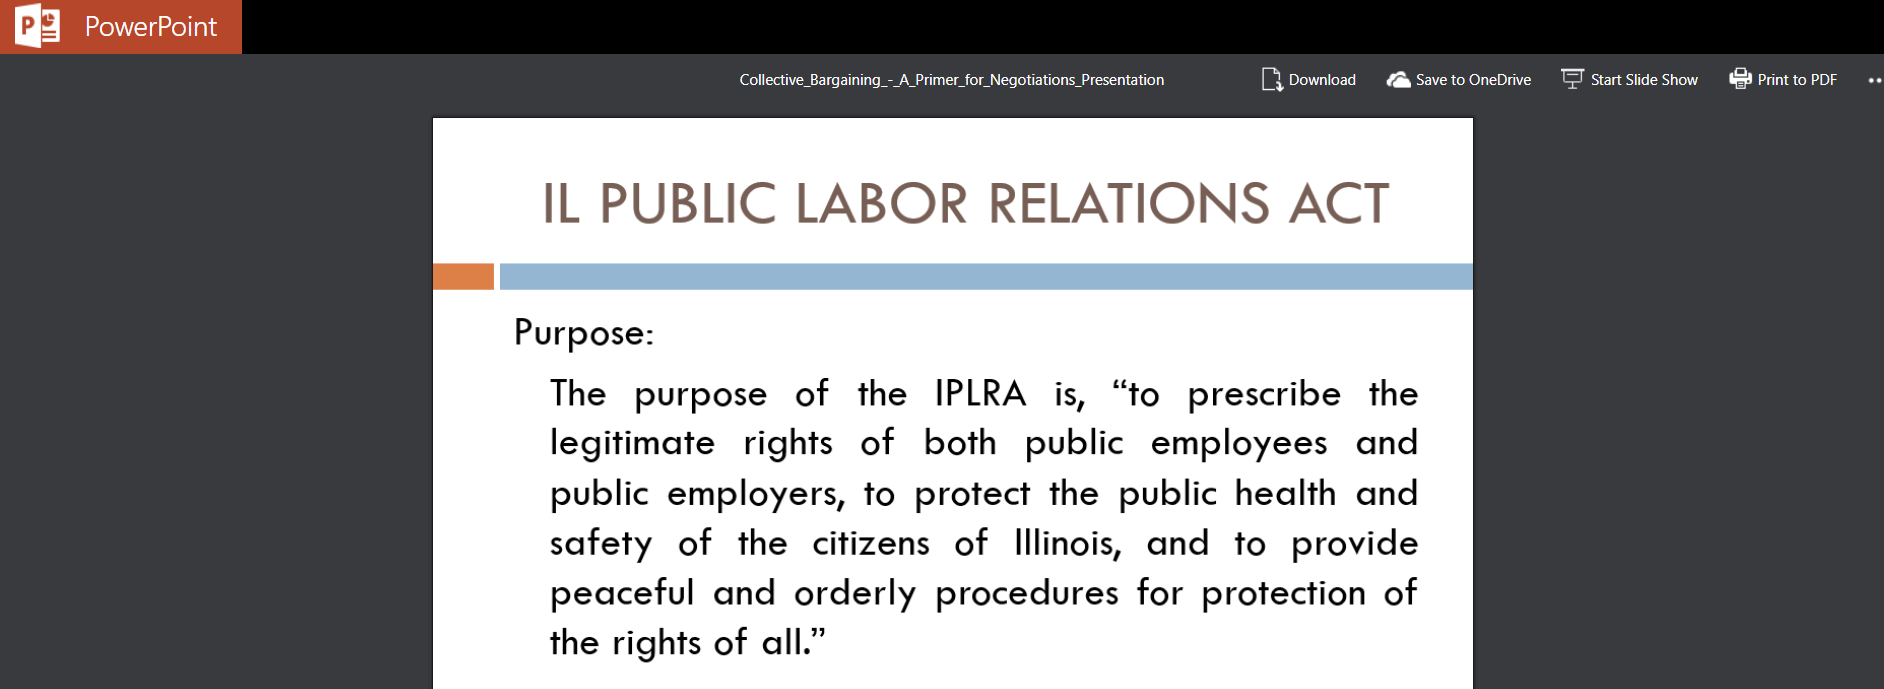 PowerPoint
Collective_Bargaining_-_A_Primer_for_Negotiations_Presentation
Download
Save to OneDrive
Start Slide Show
Print to PDF
IL PUBLIC LABOR RELATIONS ACT
Purpose:
The purpose of the IPLRA is, “to prescribe the
legitimate rights of both public employees and
public employers, to protect the public health and
safety of the citizens of Illinois, and to provide
peaceful and orderly procedures for protection of
the rights of all.”